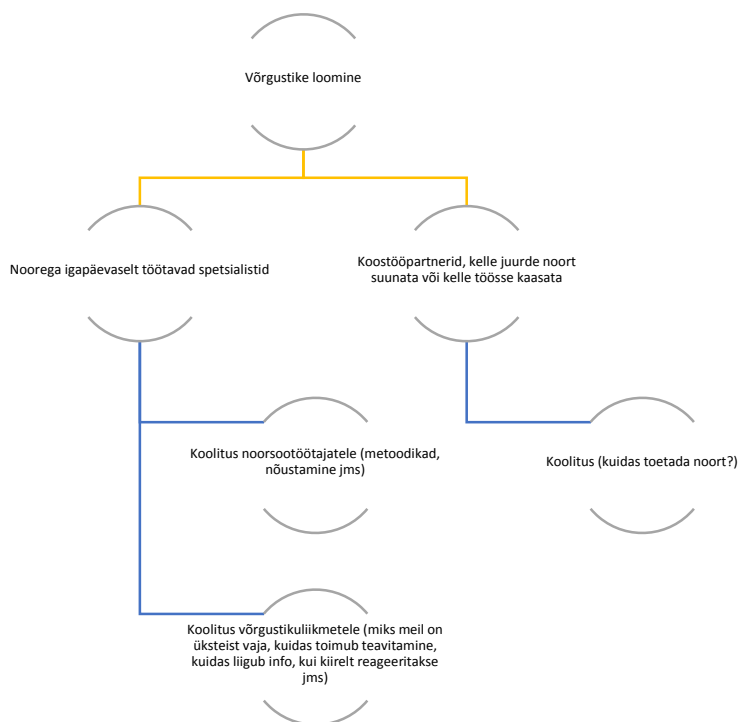 Võrgustike loomine
Noorega igapäevaselt töötavad spetsialistid
Koostööpartnerid, kelle juurde noort
suunata või kelle töösse kaasata
Koolitus noorsootöötajatele (metoodikad,
nõustamine jms)
Koolitus (kuidas toetada noort?)
Koolitus võrgustikuliikmetele (miks meil on
üksteist vaja, kuidas toimub teavitamine,
kuidas liigub info, kui kiirelt reageeritakse
jms)